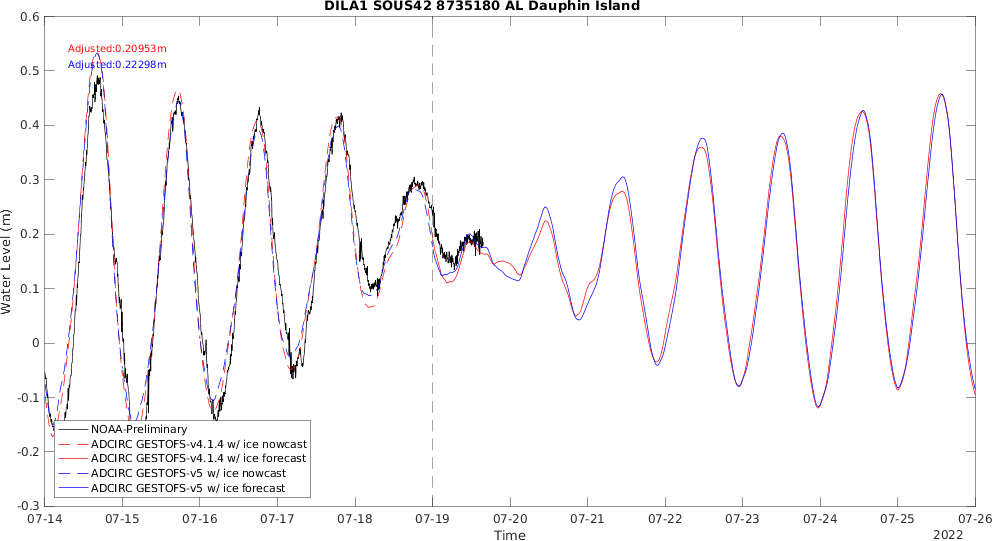 DILA1 SOUS42 8735180 AL Dauphin Island
Adjusted:0.20953m
Adjusted:0.22298m
0.6
0.5
0.4
0.3
0.2
0.1
0
-0.1
-0.2
-0.3
Water Level (m)
NOAA-Preliminary
ADCIRC GESTOFS-v4.1.4 w/ ice nowcast
ADCIRC GESTOFS-v4.1.4 w/ ice forecast
ADCIRC GESTOFS-v5 w/ ice nowcast
ADCIRC GESTOFS-v5 w/ ice forecast
07-14 07-15 07-16 07-17 07-18 07-19 07-20 07-21 07-22 07-23 07-24 07-25 07-26
Time
2022